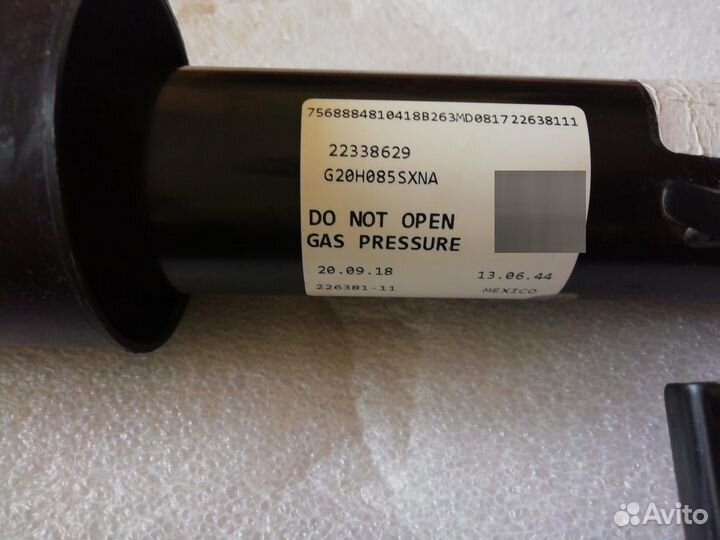 7568884810418B263MD081722638111
22338629
G20H085SXNA
DO NOT OPEN
GAS PRESSURE
20.09.18 13.06.44
226381-11 MEXICO
Avito